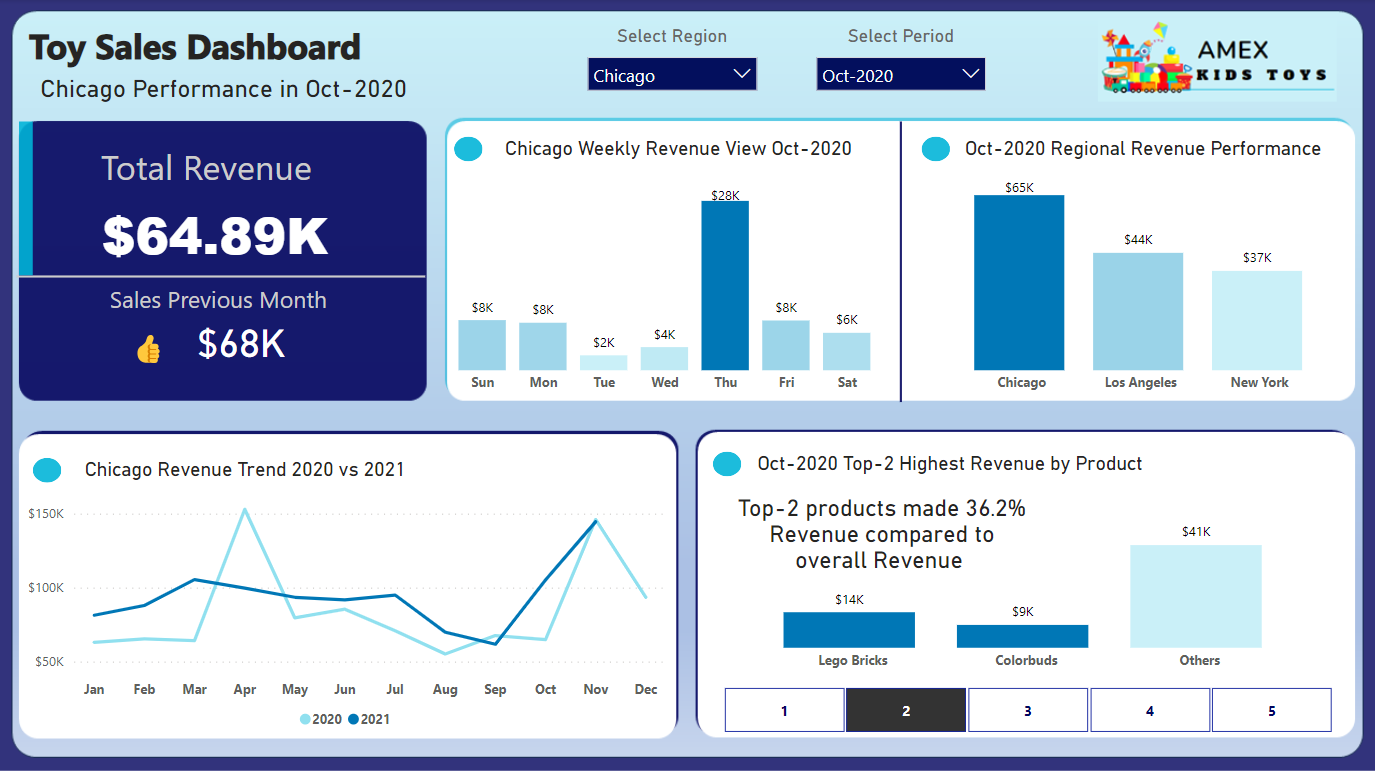 Toy Sales Dashboard
Chicago Performance in Oct-2020
Select Region
Chicago
Select Period
Oct-2020
AMEX
KIDS TOYS
Total Revenue
$64.89K
Sales Previous Month
👍 $68K
Chicago Weekly Revenue View Oct-2020
$8K
$8K
$2K
$4K
$28K
$8K
$6K
Sun Mon Tue Wed Thu Fri Sat
Oct-2020 Regional Revenue Performance
$65K
$44K
$37K
Chicago Los Angeles New York
Chicago Revenue Trend 2020 vs 2021
$150K
$100K
$50K
Jan Feb Mar Apr May Jun Jul Aug Sep Oct Nov Dec
2020 2021
Oct-2020 Top-2 Highest Revenue by Product
Top-2 products made 36.2%
Revenue compared to
overall Revenue
$14K
$9K
$41K
Lego Bricks Colorbuds Others
1 2 3 4 5